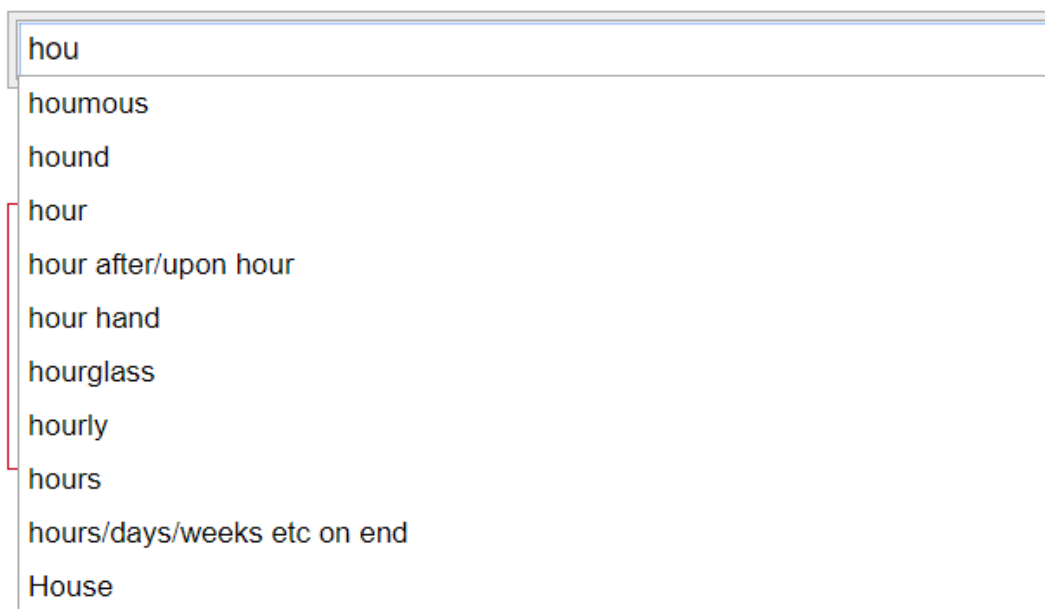 hou
houmous
hound
hour
hour after/upon hour
hour hand
hourglass
hourly
hours
hours/days/weeks etc on end
House